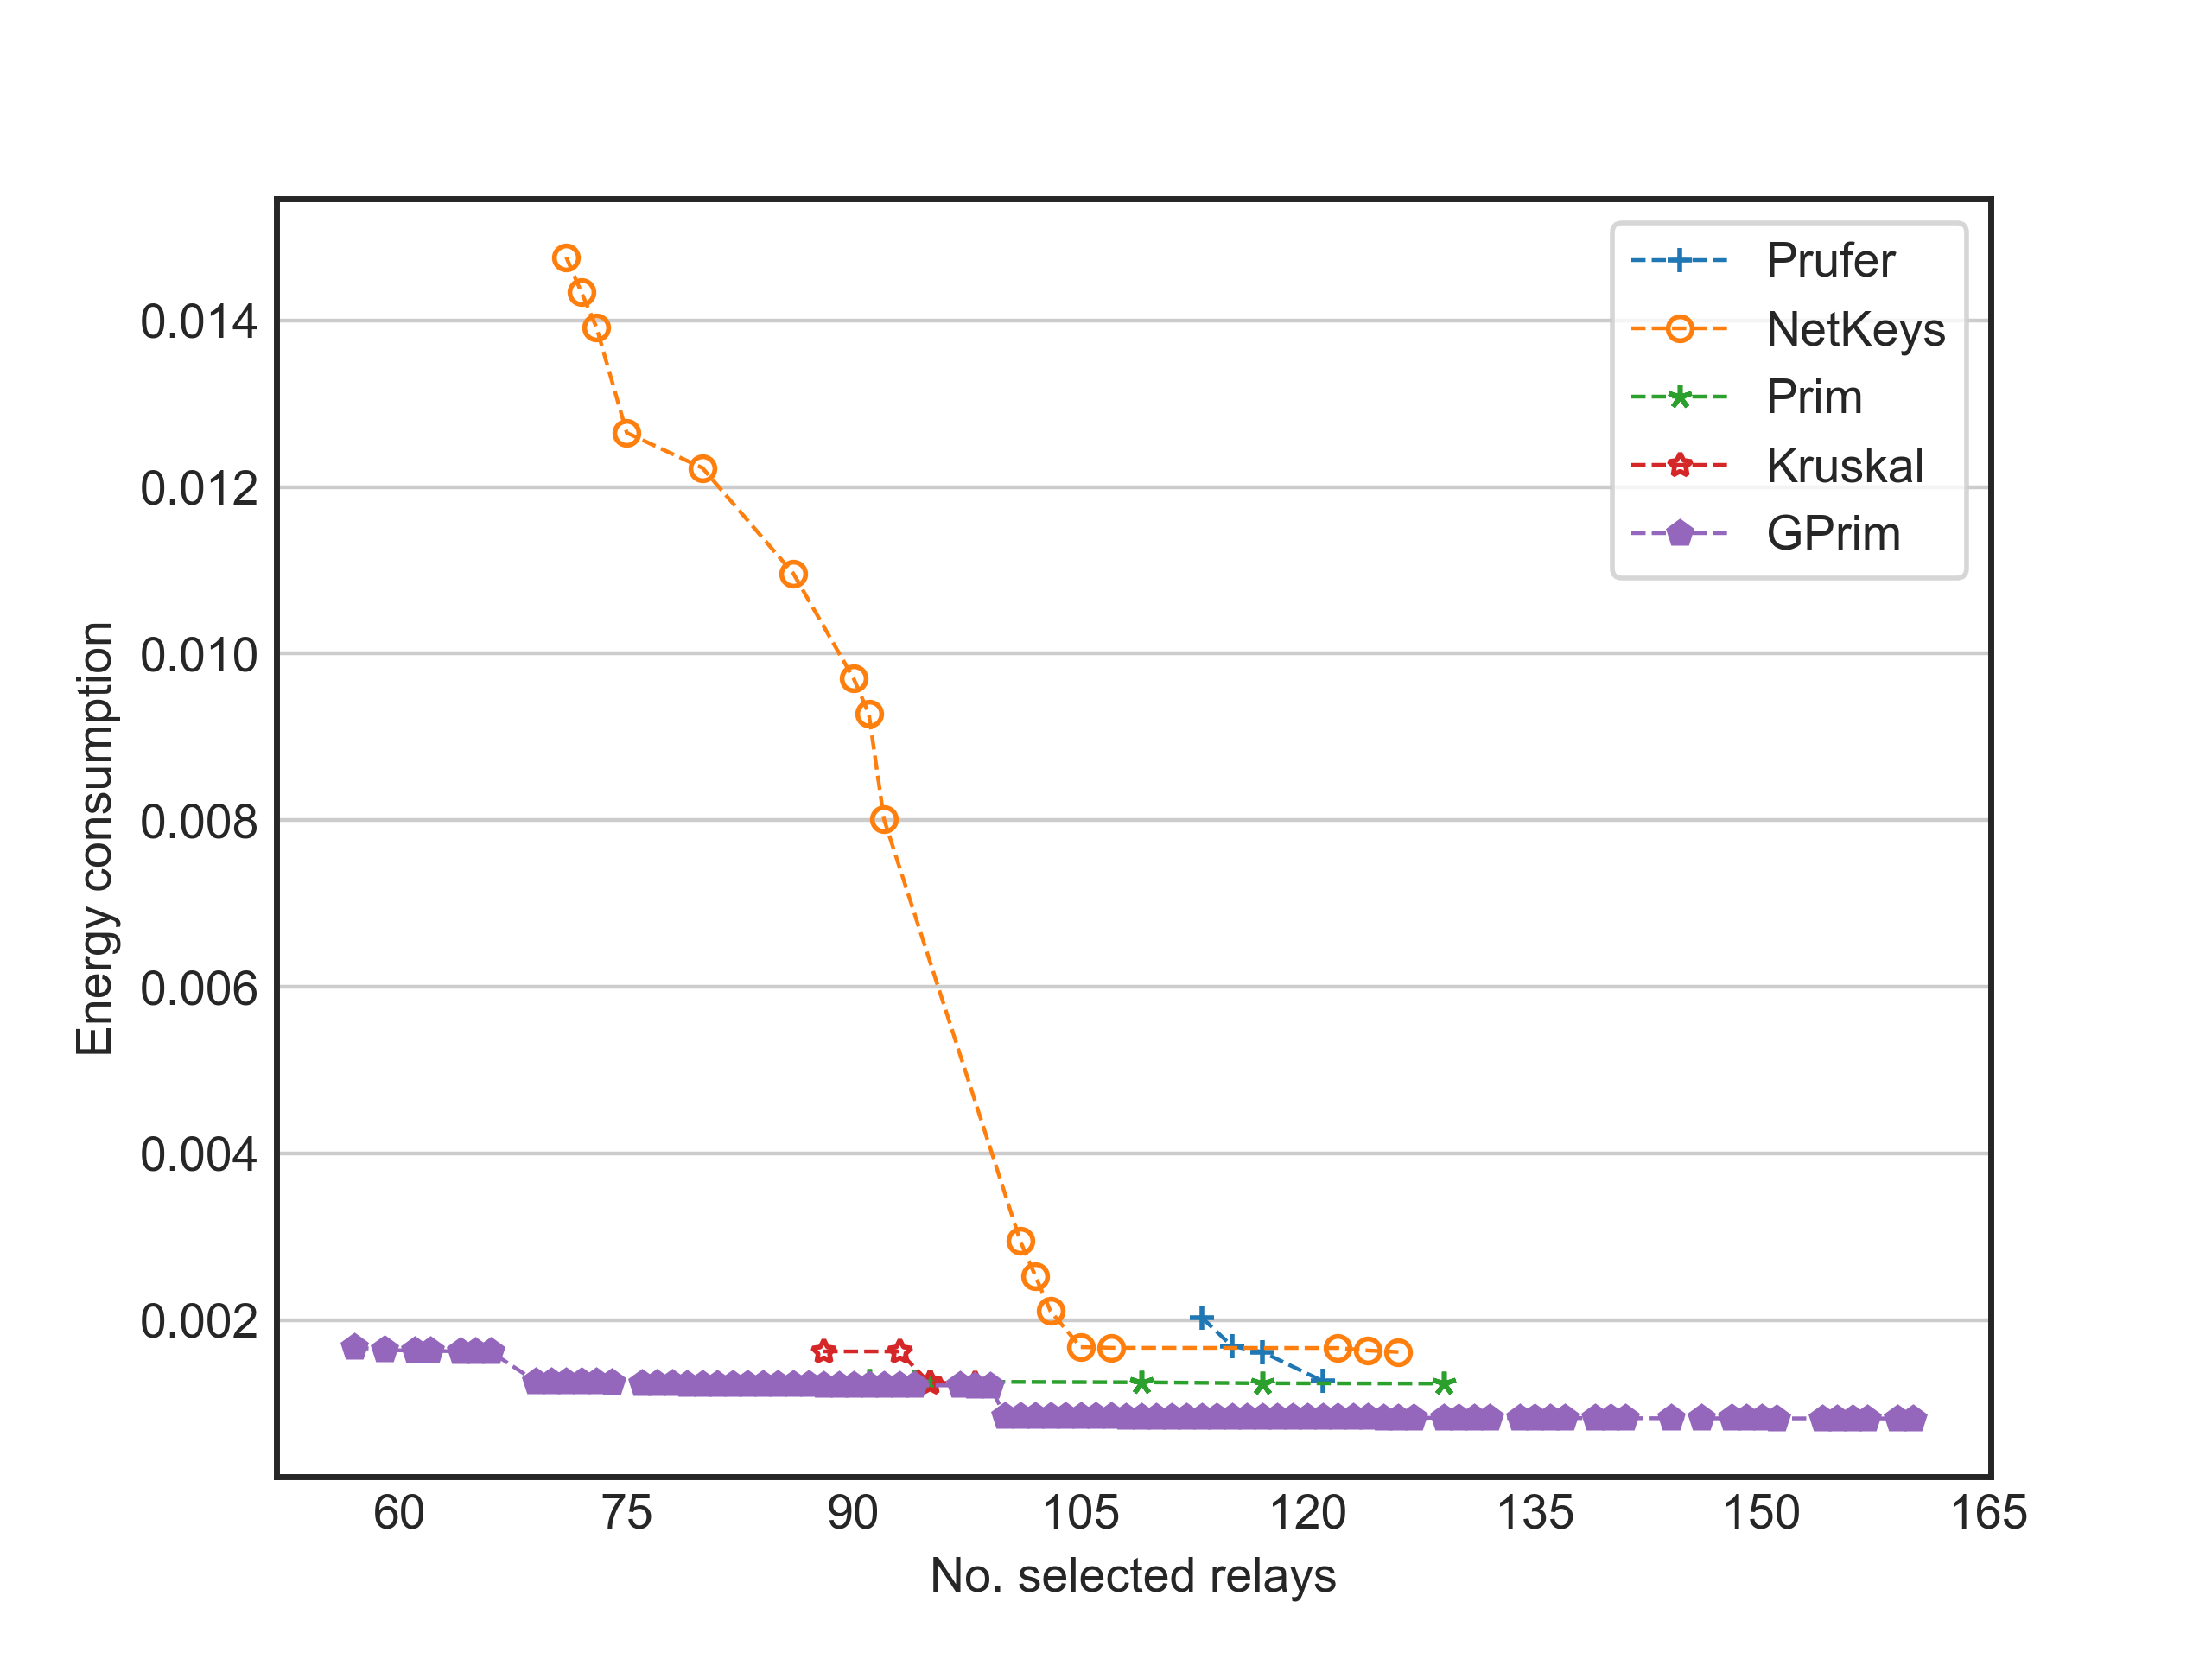 Prufer
NetKeys
Prim
Kruskal
GPrim
0.014
0.012
0.010
0.008
0.006
0.004
0.002
Energy consumption
60 75 90 105 120 135 150 165
No. selected relays